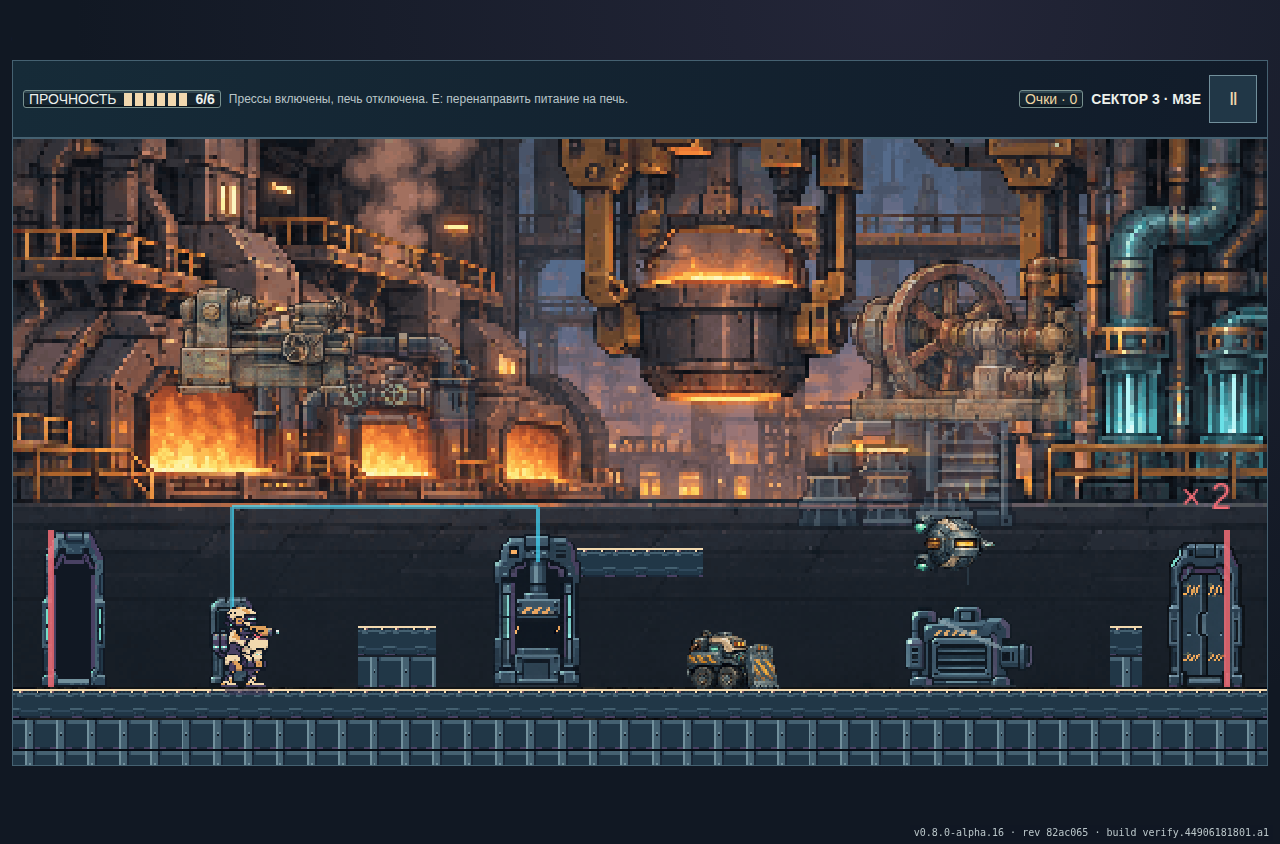 ПРОЧНОСТЬ 6/6 Прессы включены, печь отключена. E: перенаправить питание на печь. Очки · 0 СЕКТОР 3 · МЗЕ II
× 2
v0.8.0-alpha.16 · rev 82ac065 · build verify.44906181801.a1